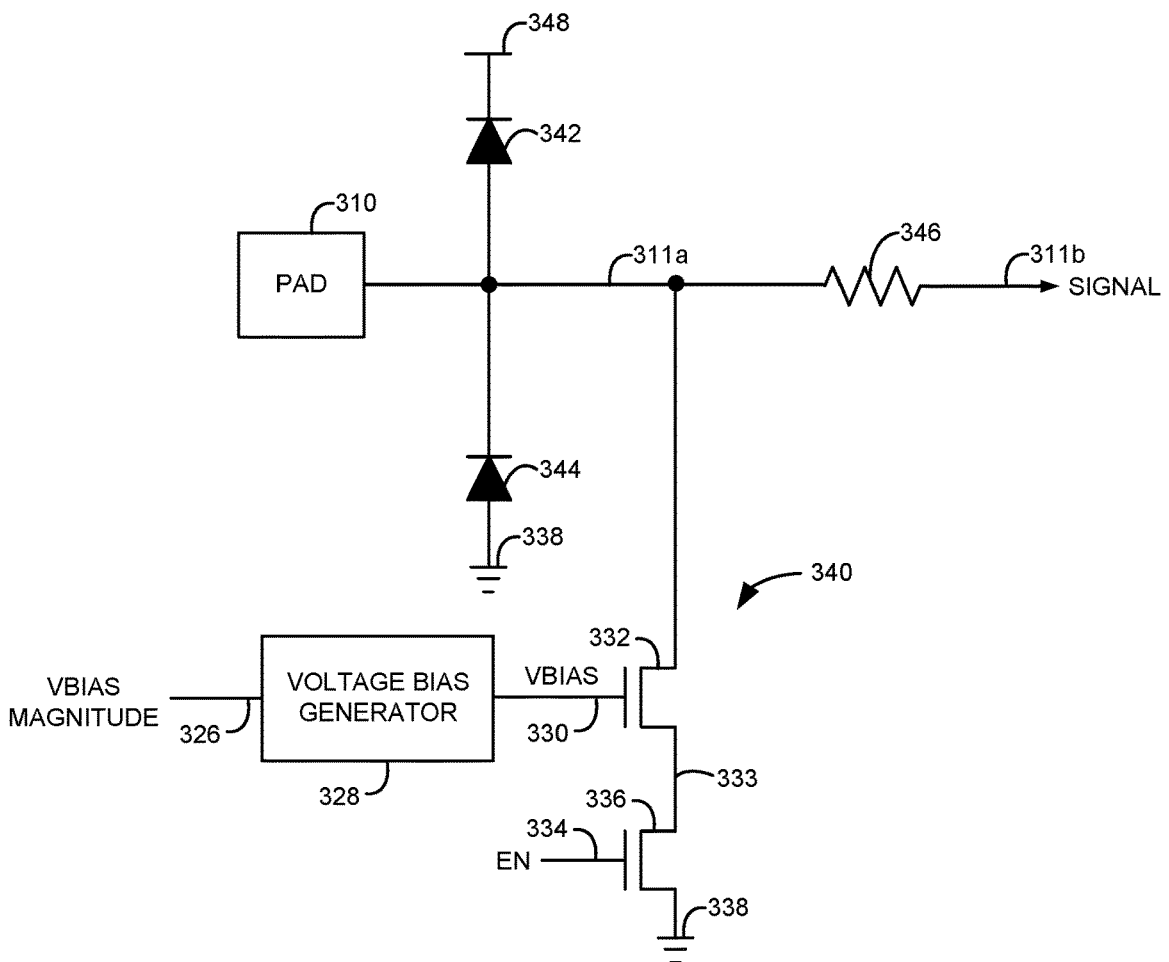 348
342
310
PAD
311a
346
311b
SIGNAL
344
338
340
332
VBIAS
MAGNITUDE
326
VOLTAGE BIAS
GENERATOR
328
VBIAS
330
333
336
334
EN
338